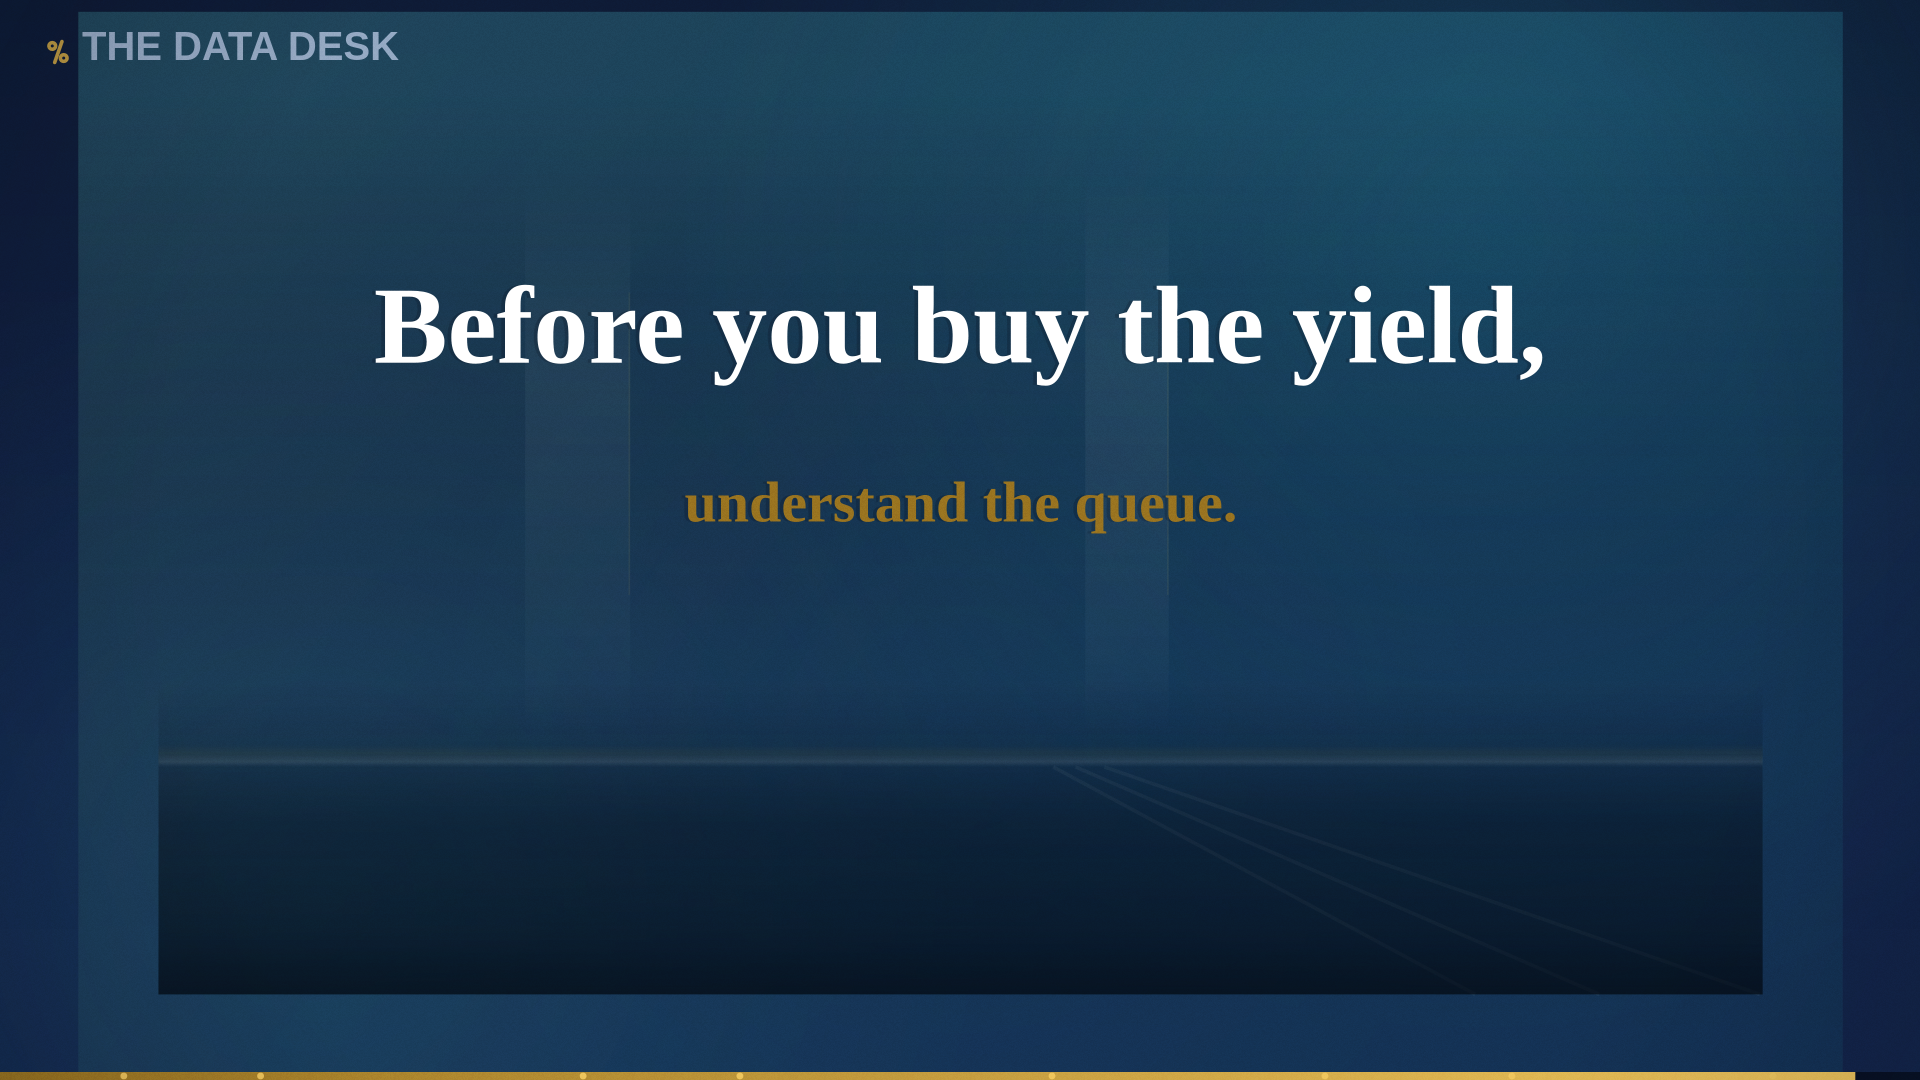 % THE DATA DESK
Before you buy the yield,
understand the queue.